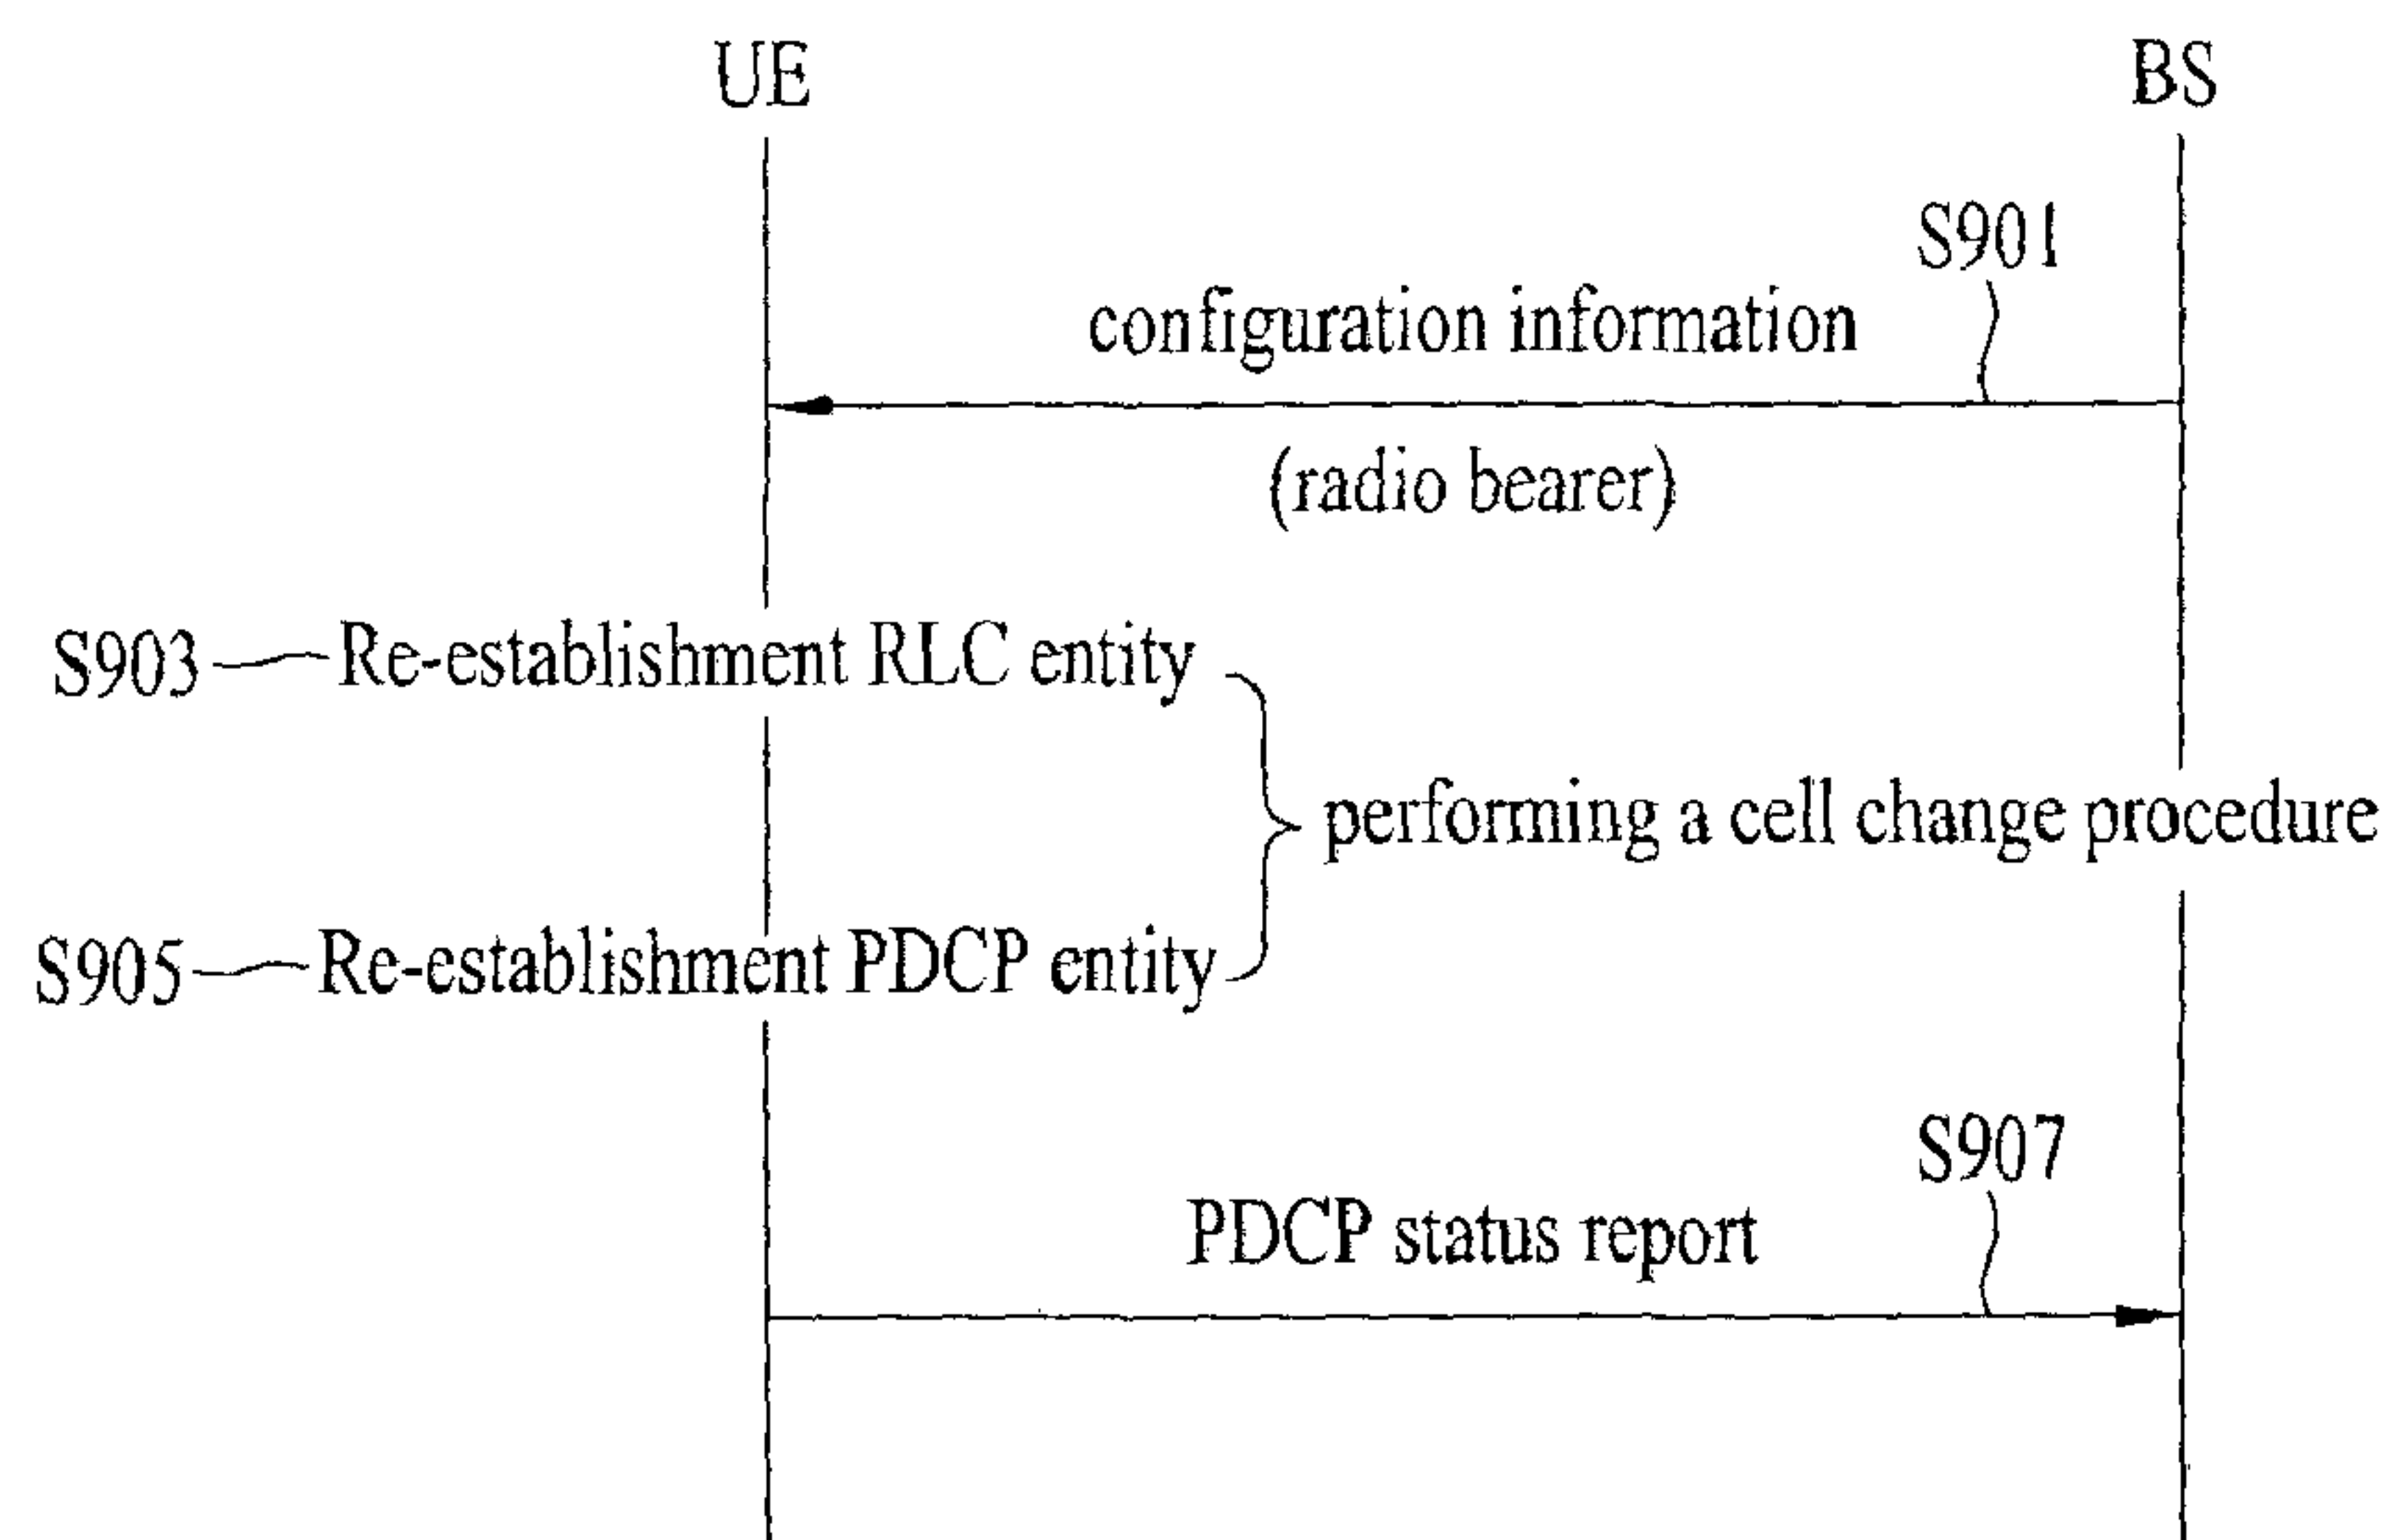 UE
BS
S901
configuration information
(radio bearer)
S903
Re-establishment RLC entity
performing a cell change procedure
S905
Re-establishment PDCP entity
S907
PDCP status report